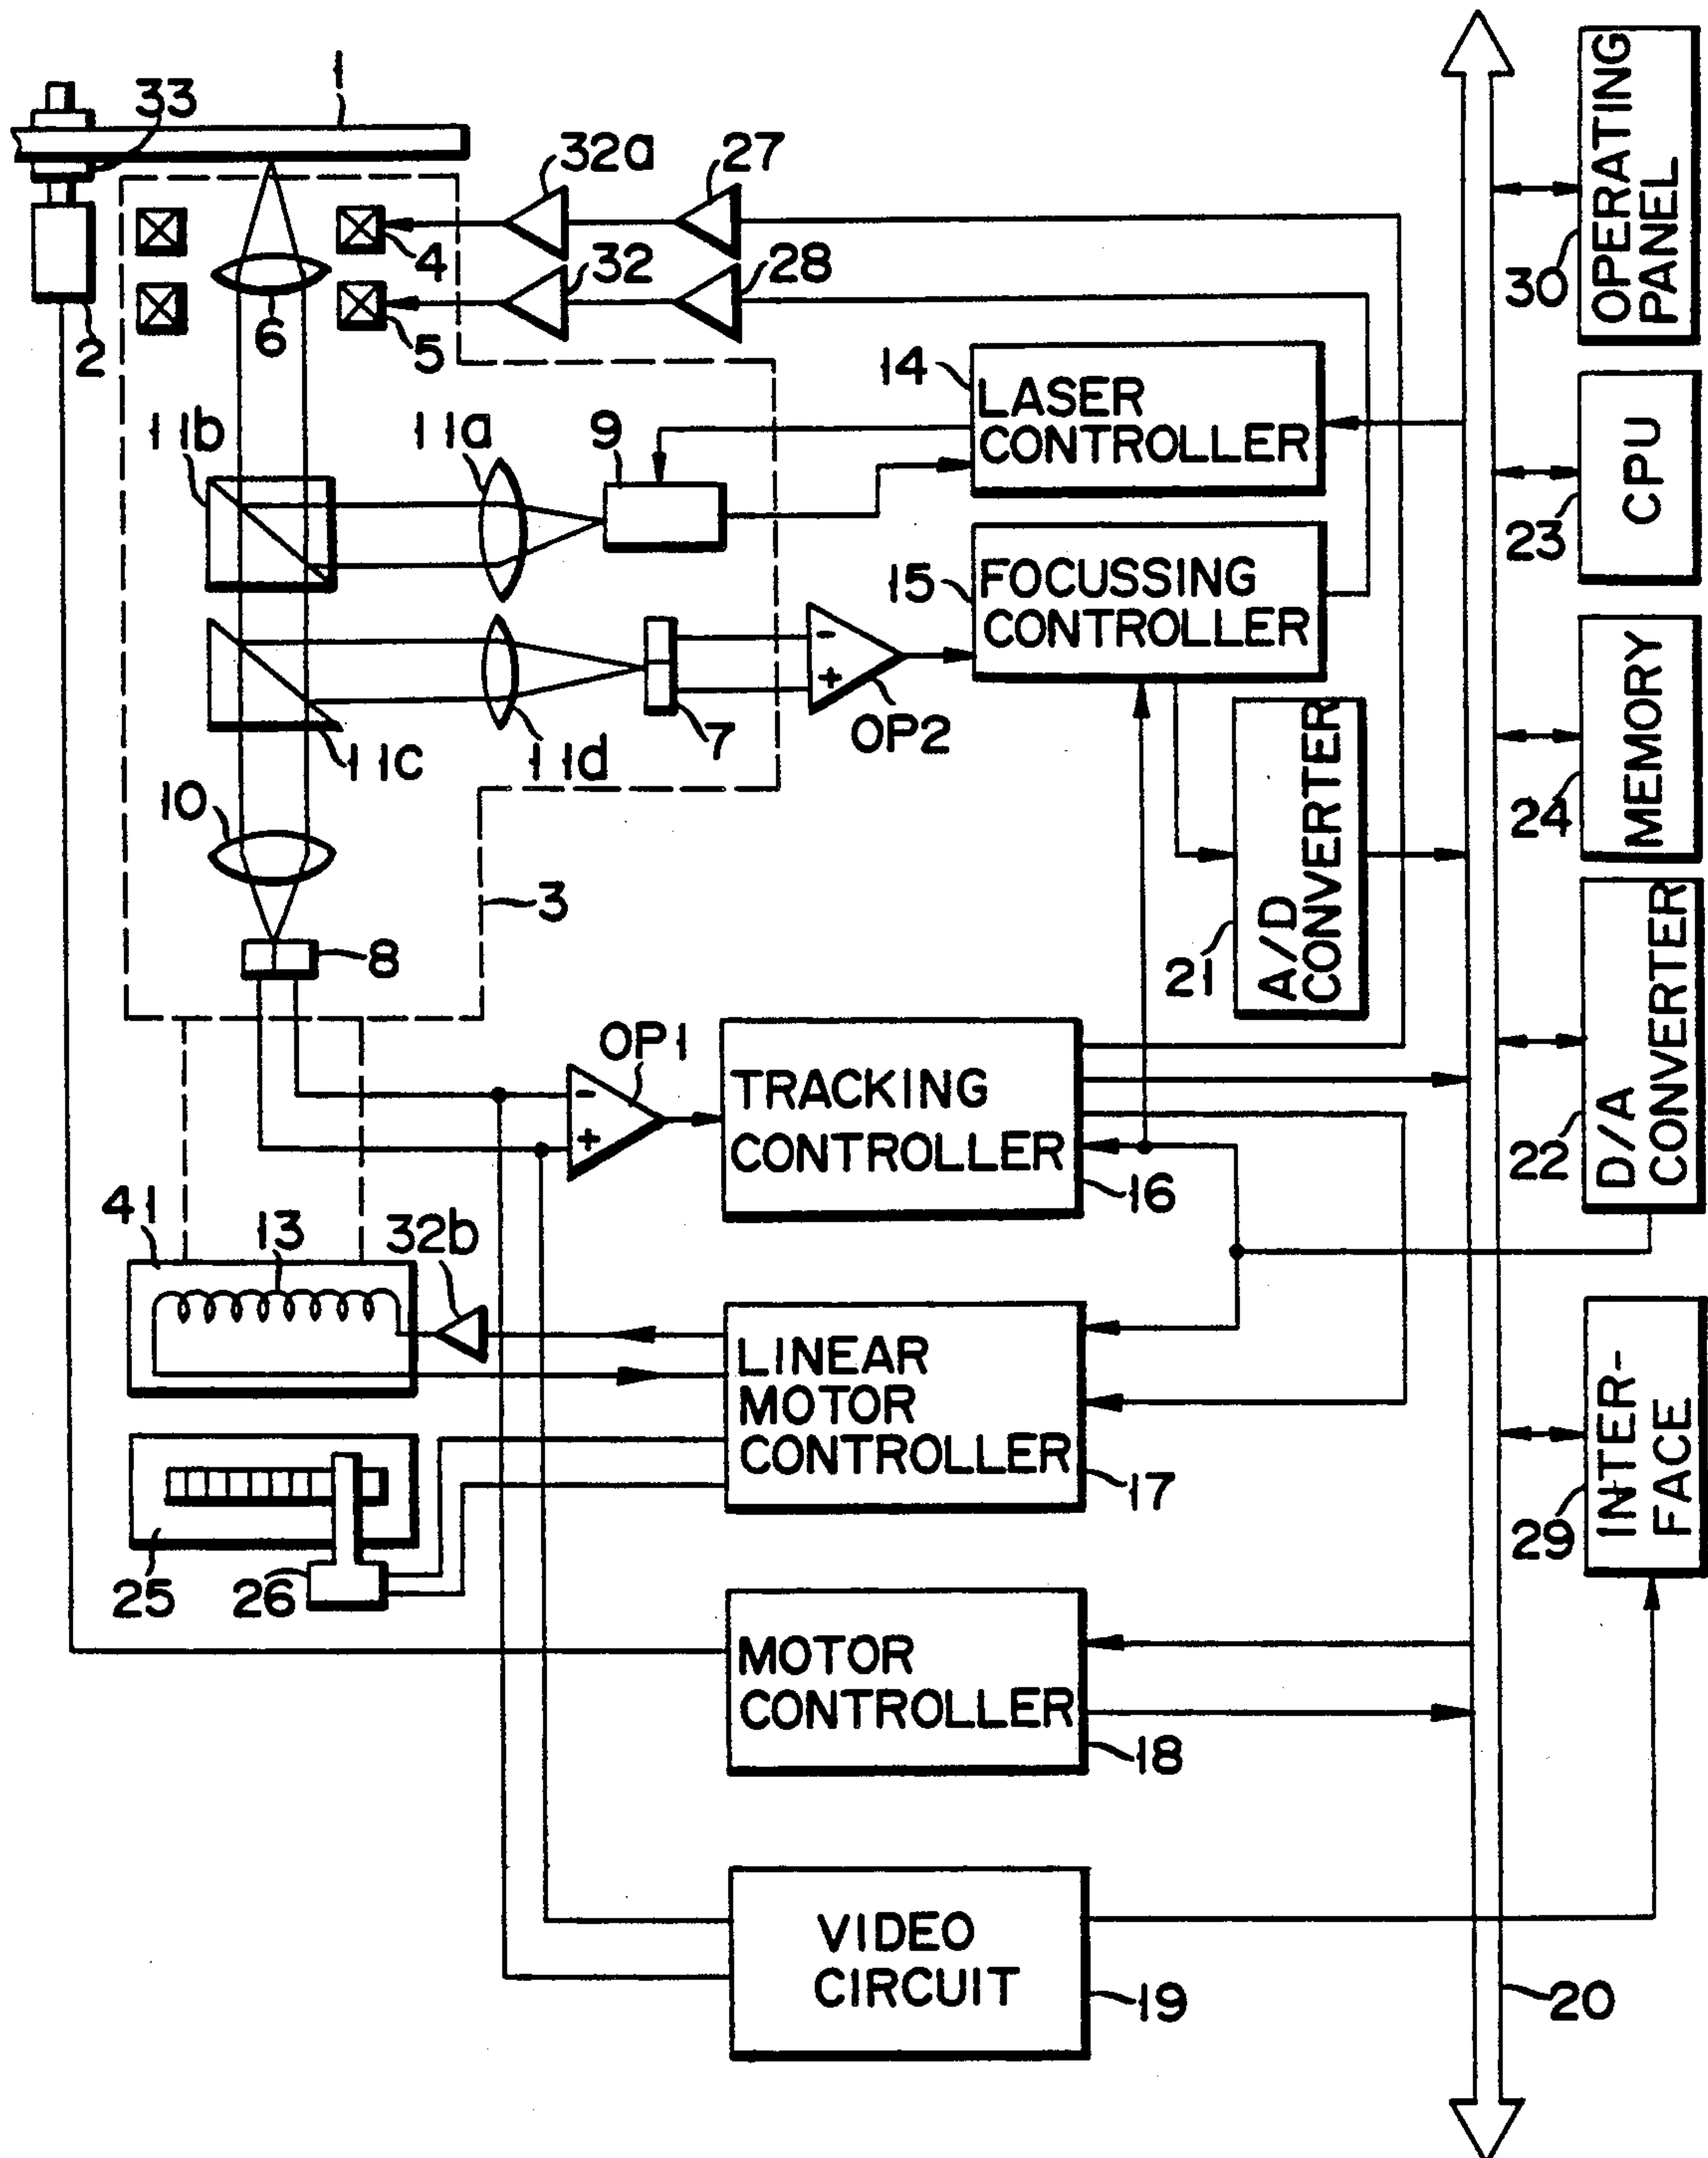 1
33
32a
27
4
32
28
5
6
2
OPERATING
PANEL
30
14
LASER
CONTROLLER
11b
11a
9
CPU
23
15
FOCUSSING
CONTROLLER
-
+
OP2
7
11c
11d
MEMORY
24
10
3
8
A/D
CONVERTER
21
D/A
CONVERTER
22
OP1
-
+
TRACKING
CONTROLLER
16
41
13
32b
LINEAR
MOTOR
CONTROLLER
17
INTER-
FACE
29
25
26
MOTOR
CONTROLLER
18
VIDEO
CIRCUIT
19
20